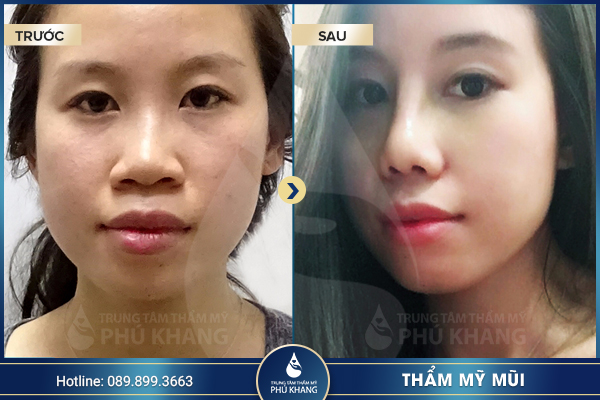 TRƯỚC
SAU
TRUNG TÂM THẨM MỸ
PHÚ KHANG
TRUNG TÂM THẨM MỸ
PHÚ KHANG
Hotline: 089.899.3663
TRUNG TÂM THẨM MỸ
PHÚ KHANG
THẨM MỸ MŨI